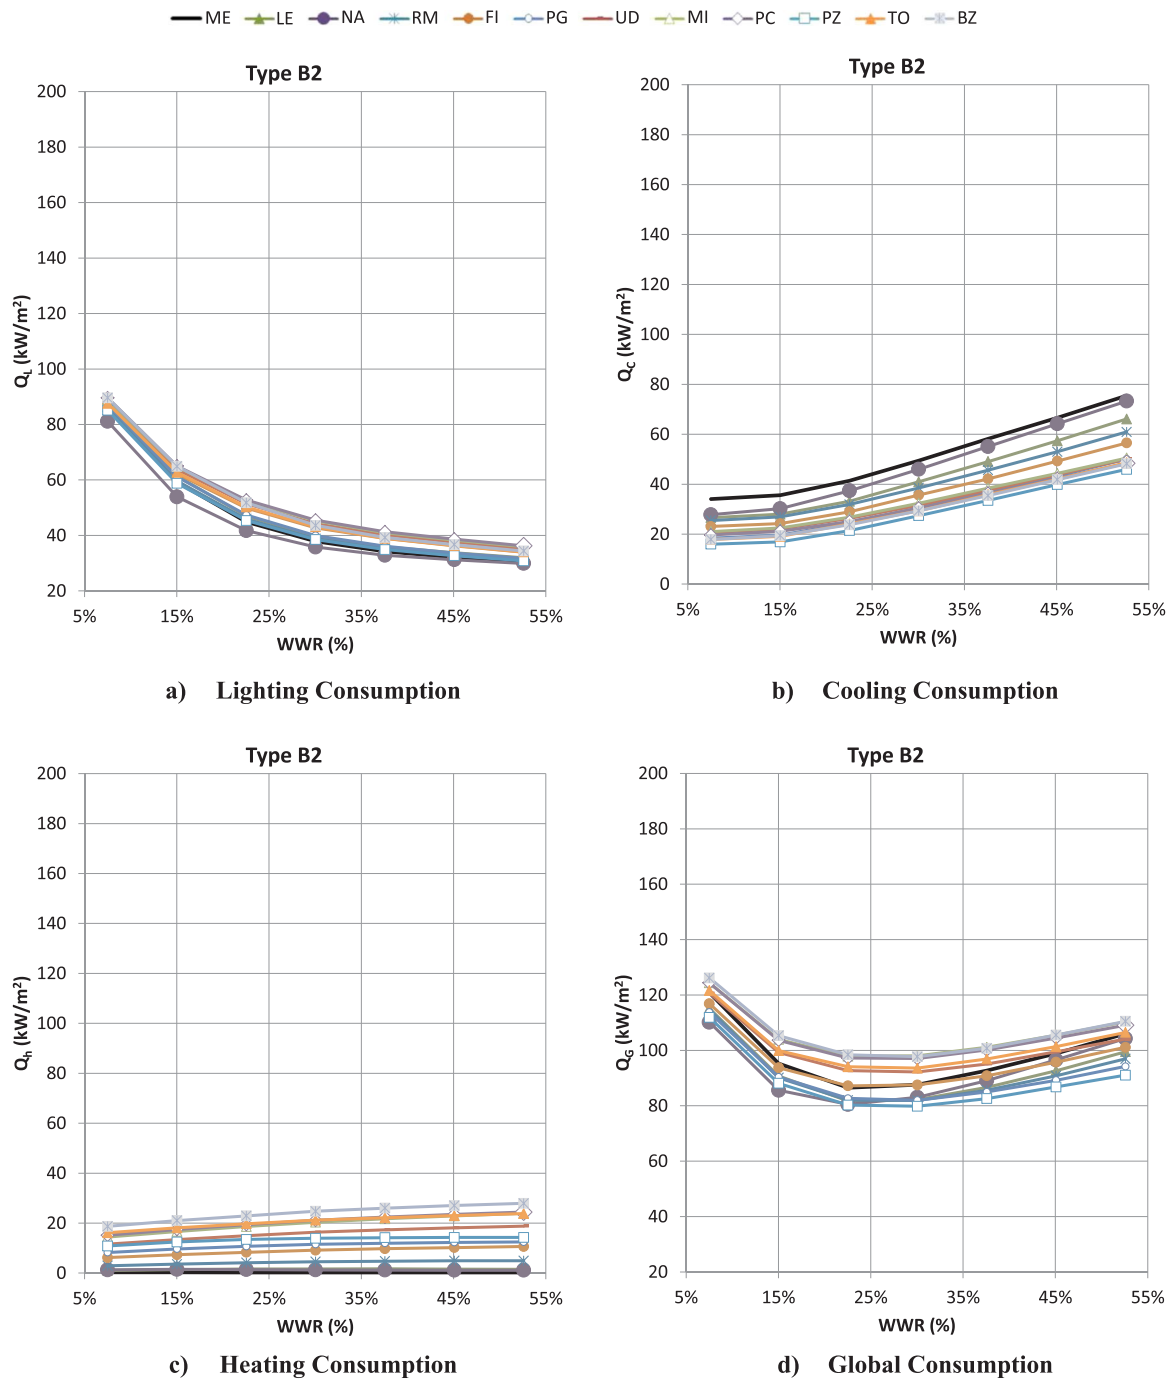 ME LE NA RM FI PG UD MI PC PZ TO BZ
Type B2
200
180
160
140
120
100
80
60
40
20
Q_L (kW/m²)
5% 15% 25% 35% 45% 55%
WWR (%)
a) Lighting Consumption
Type B2
200
180
160
140
120
100
80
60
40
20
0
Q_C (kW/m²)
5% 15% 25% 35% 45% 55%
WWR (%)
b) Cooling Consumption
Type B2
200
180
160
140
120
100
80
60
40
20
0
Q_h (kW/m²)
5% 15% 25% 35% 45% 55%
WWR (%)
c) Heating Consumption
Type B2
200
180
160
140
120
100
80
60
40
20
Q_G (kW/m²)
5% 15% 25% 35% 45% 55%
WWR (%)
d) Global Consumption